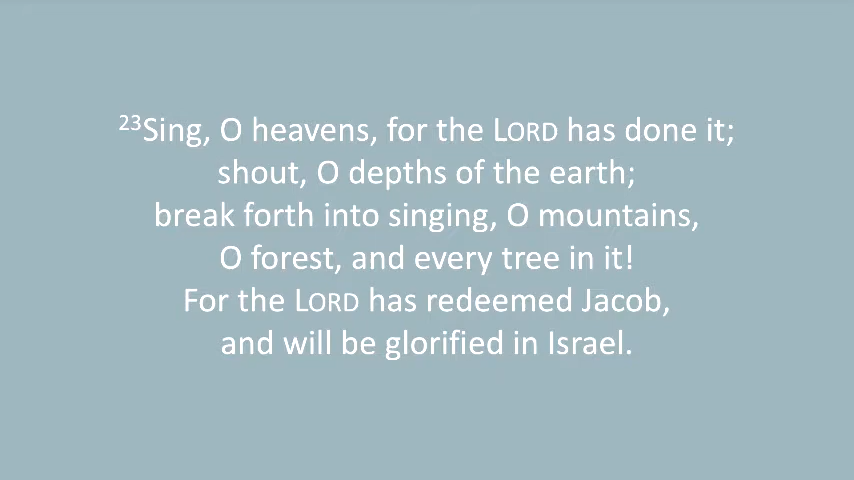 23Sing, O heavens, for the LORD has done it;
shout, O depths of the earth;
break forth into singing, O mountains,
O forest, and every tree in it!
For the LORD has redeemed Jacob,
and will be glorified in Israel.